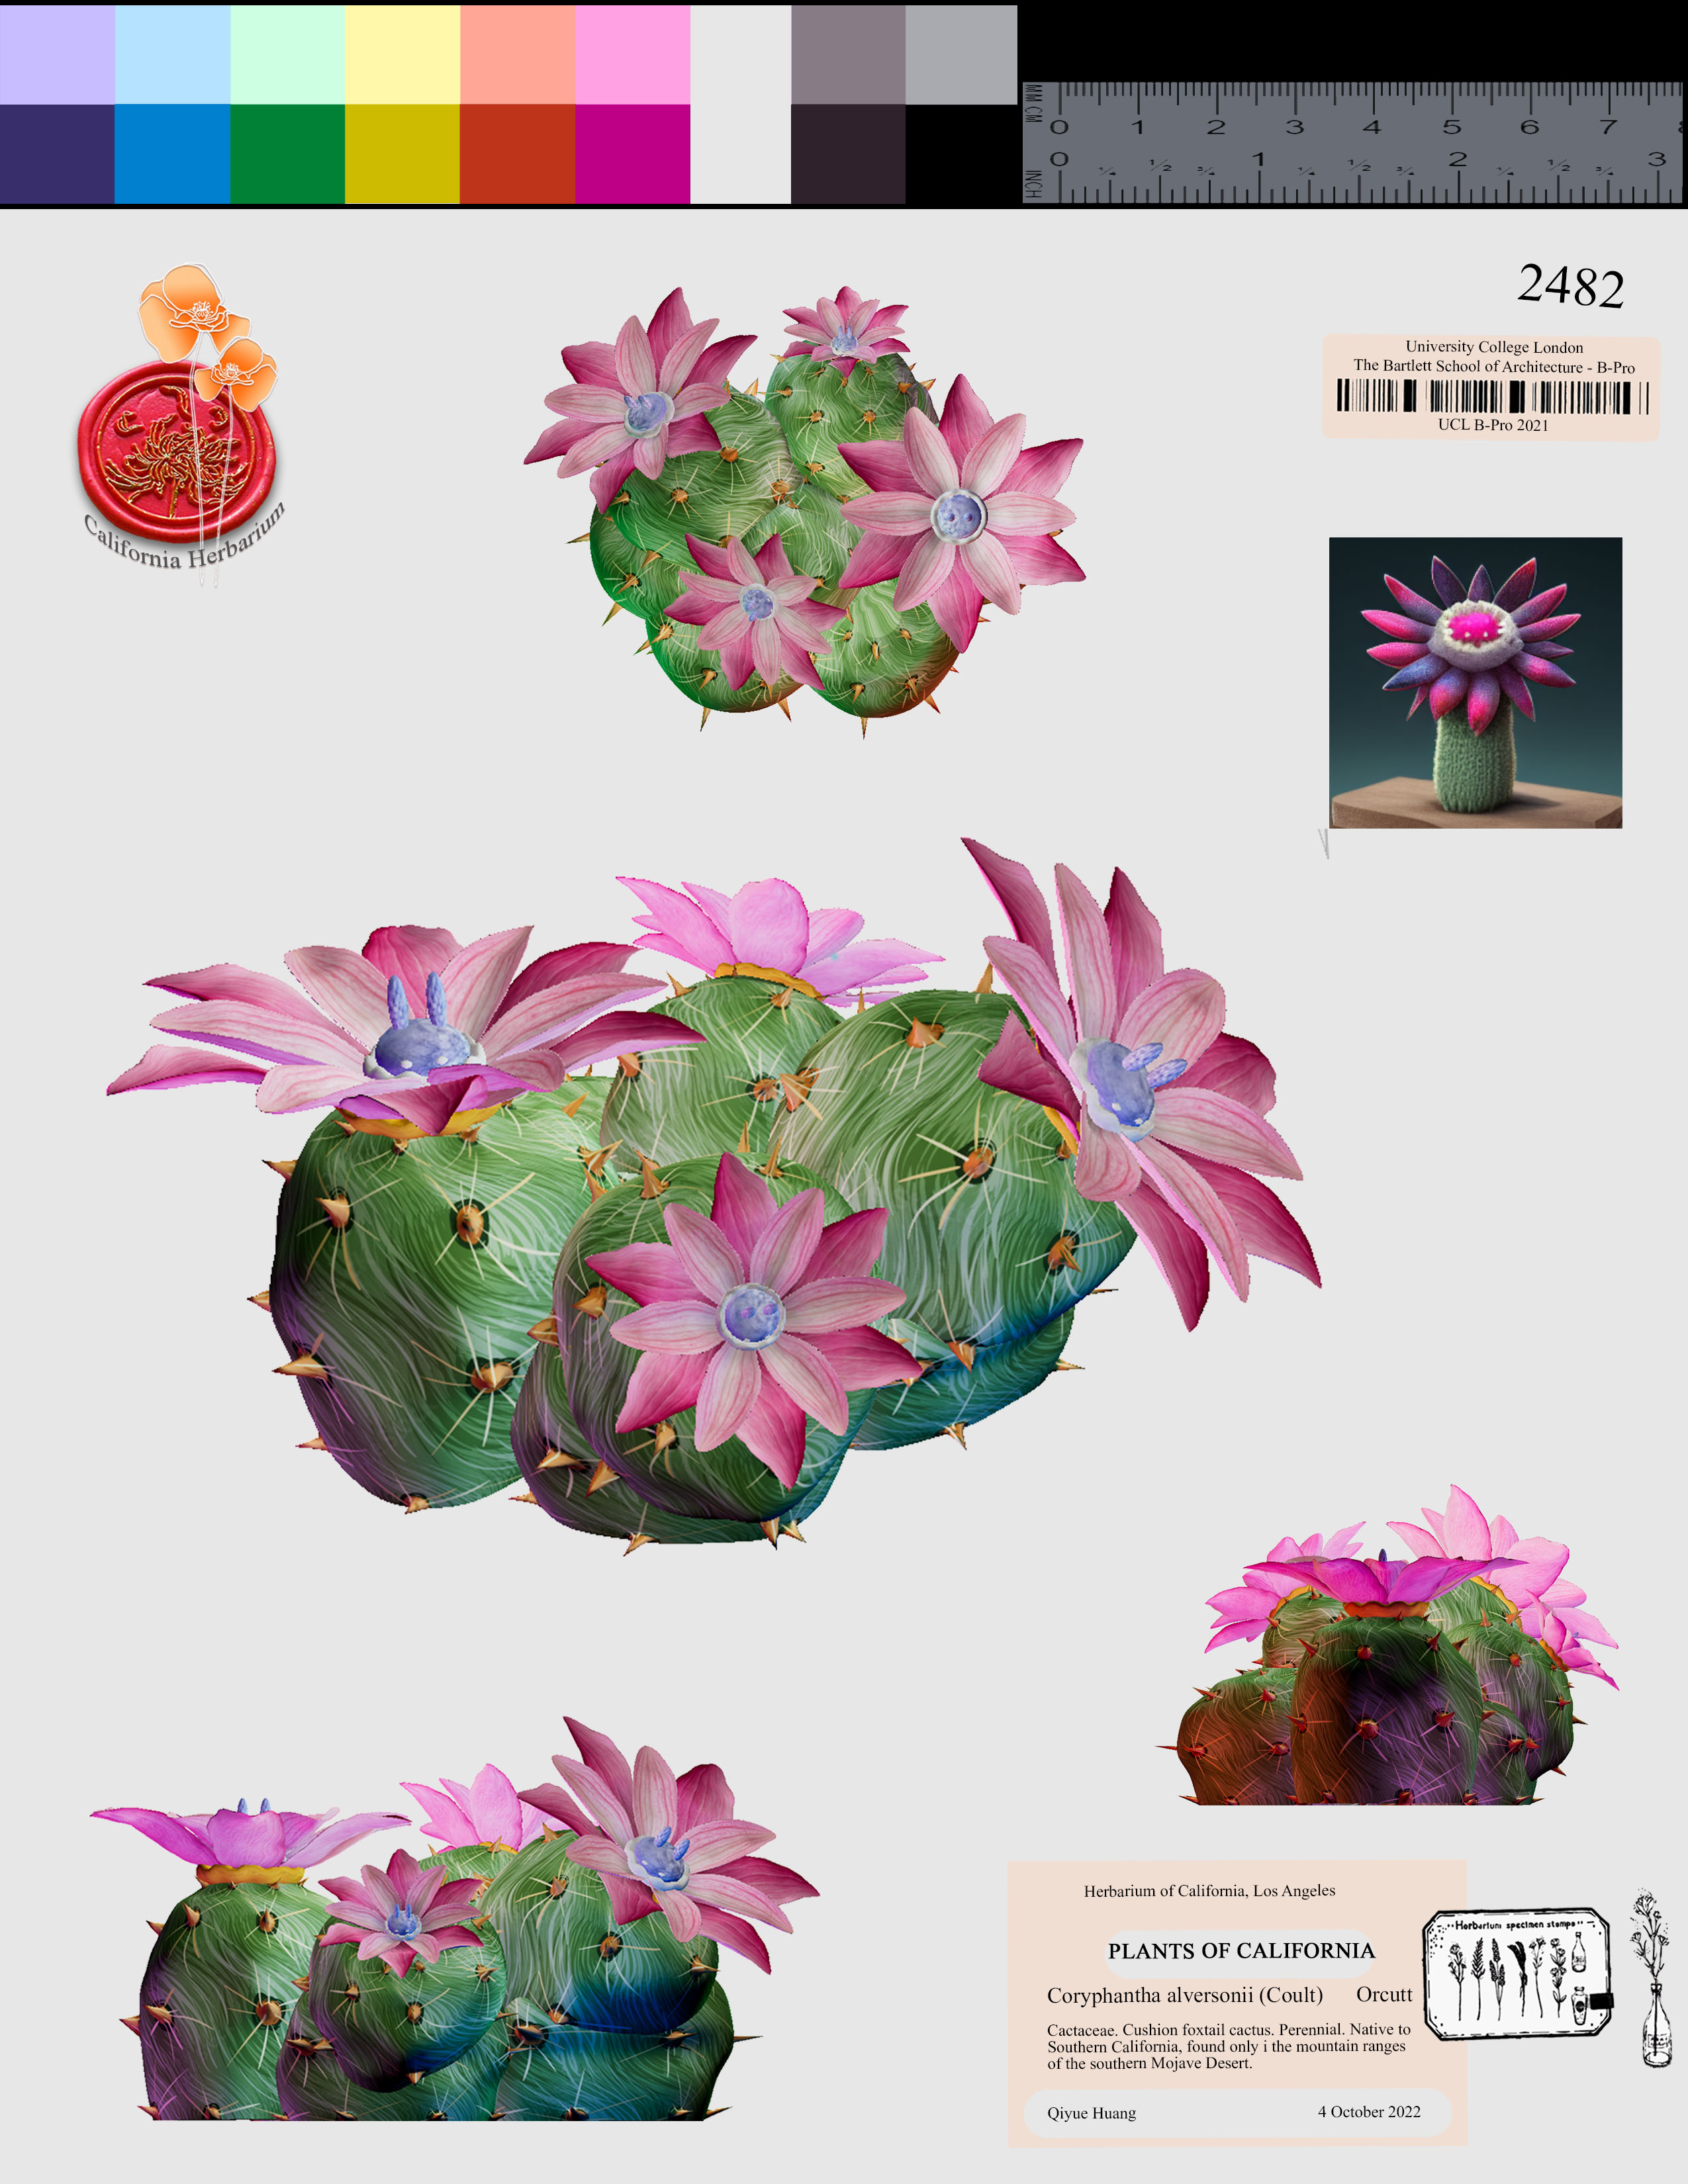 MM CM
0 1 2 3 4 5 6 7 8
0 1/4 1/2 3/4 1 1/4 1/2 3/4 2 1/4 1/2 3/4 3
INCH
2482
University College London
The Bartlett School of Architecture - B-Pro
UCL B-Pro 2021
California Herbarium
Herbarium of California, Los Angeles
PLANTS OF CALIFORNIA
Coryphantha alversonii (Coult) Orcutt
Cactaceae. Cushion foxtail cactus. Perennial. Native to
Southern California, found only i the mountain ranges
of the southern Mojave Desert.
Qiyue Huang 4 October 2022
Herbarium specimen stamps